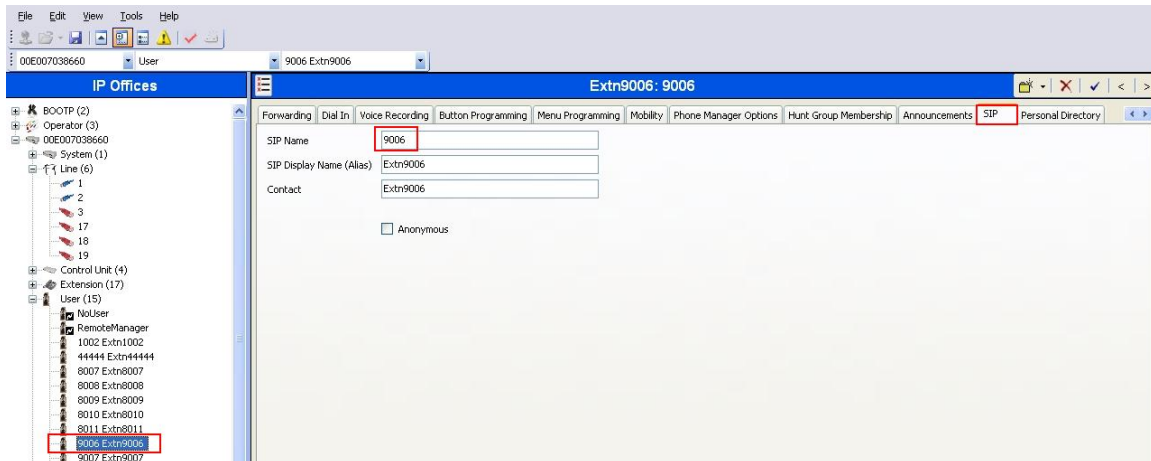 File Edit View Tools Help
00E007038660 User 9006 Extn9006
IP Offices
Extn9006: 9006
BOOTP (2)
Operator (3)
00E007038660
System (1)
Line (6)
1
2
3
17
18
19
Control Unit (4)
Extension (17)
User (15)
NoUser
RemoteManager
1002 Extn1002
44444 Extn44444
8007 Extn8007
8008 Extn8008
8009 Extn8009
8010 Extn8010
8011 Extn8011
9006 Extn9006
9007 Extn9007
Forwarding Dial In Voice Recording Button Programming Menu Programming Mobility Phone Manager Options Hunt Group Membership Announcements SIP Personal Directory
SIP Name 9006
SIP Display Name (Alias) Extn9006
Contact Extn9006
Anonymous